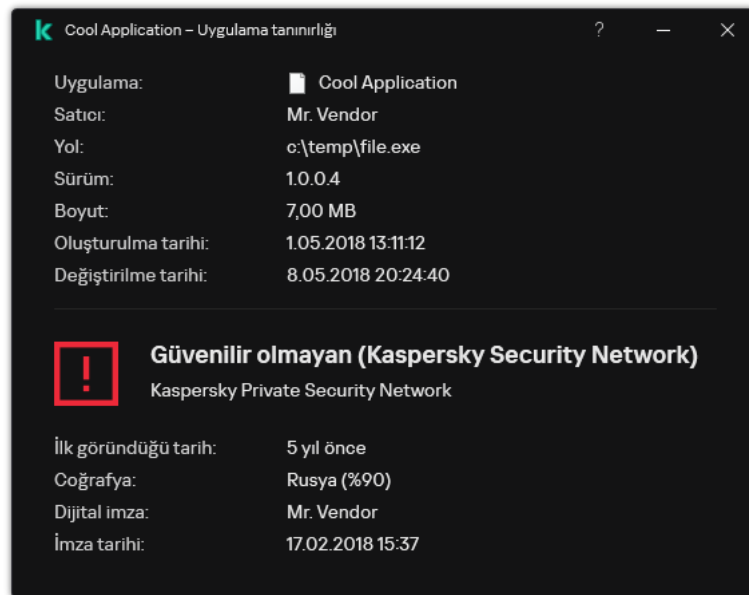 Cool Application – Uygulama tanınırlığı ?
Uygulama: Cool Application
Satıcı: Mr. Vendor
Yol: c:\temp\file.exe
Sürüm: 1.0.0.4
Boyut: 7,00 MB
Oluşturulma tarihi: 1.05.2018 13:11:12
Değiştirilme tarihi: 8.05.2018 20:24:40
Güvenilir olmayan (Kaspersky Security Network)
Kaspersky Private Security Network
İlk göründüğü tarih: 5 yıl önce
Coğrafya: Rusya (%90)
Dijital imza: Mr. Vendor
İmza tarihi: 17.02.2018 15:37